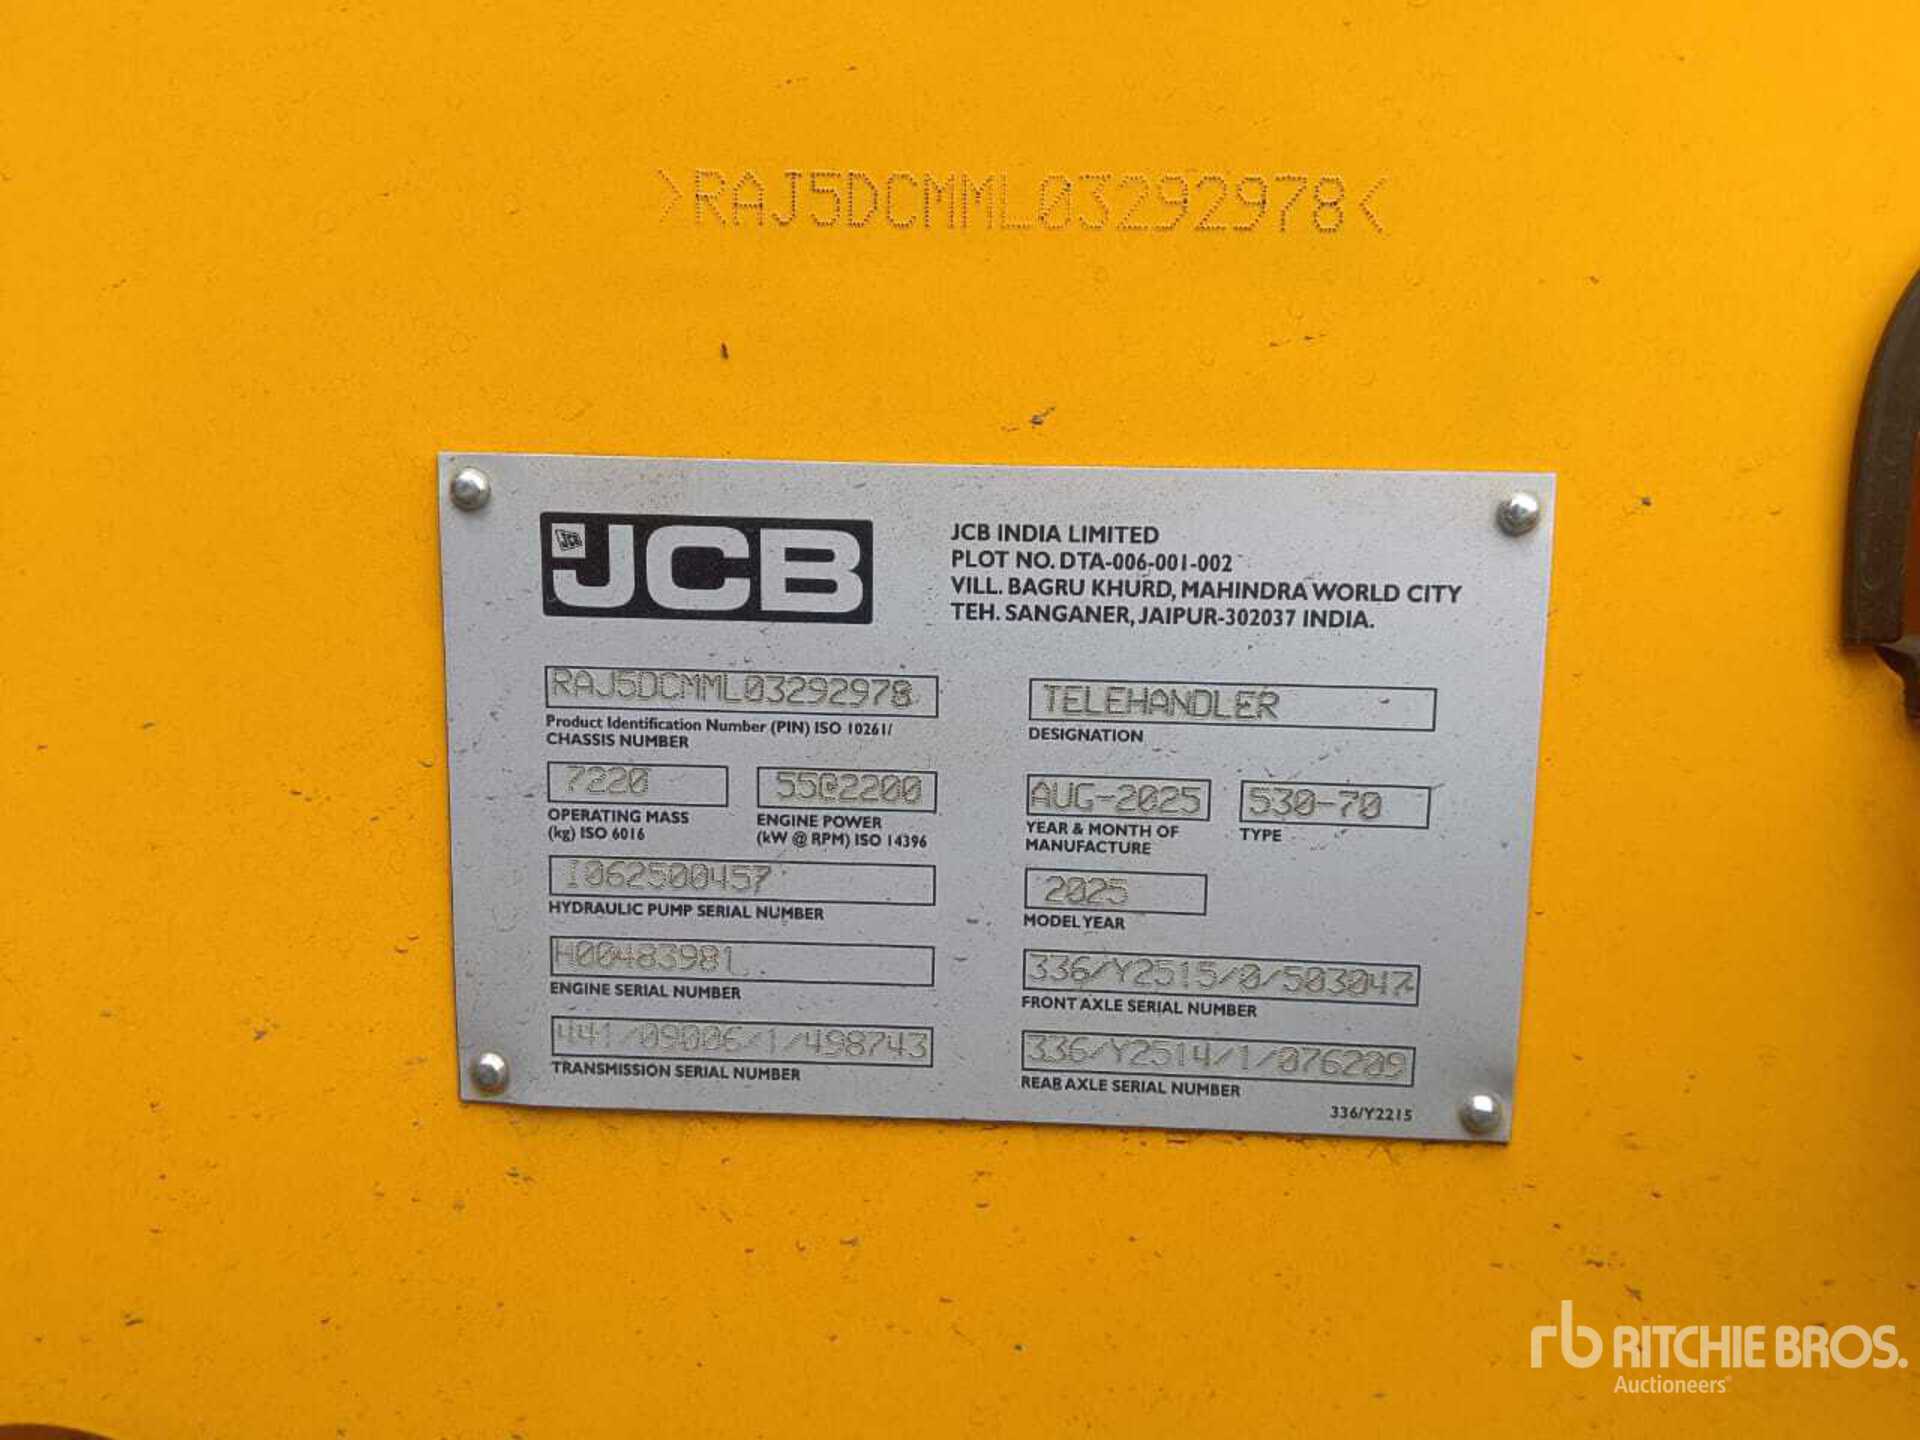 >RAJ5DCMML03292978<
JCB
JCB
JCB INDIA LIMITED
PLOT NO. DTA-006-001-002
VILL. BAGRU KHURD, MAHINDRA WORLD CITY
TEH. SANGANER, JAIPUR-302037 INDIA.
RAJ5DCMML03292978
Product Identification Number (PIN) ISO 10261/
CHASSIS NUMBER
TELEHANDLER
DESIGNATION
7220
OPERATING MASS
(kg) ISO 6016
55@2200
ENGINE POWER
(kW @ RPM) ISO 14396
AUG-2025
YEAR & MONTH OF
MANUFACTURE
530-70
TYPE
I062500457
HYDRAULIC PUMP SERIAL NUMBER
2025
MODEL YEAR
H00483981
ENGINE SERIAL NUMBER
336/Y2515/0/503047
FRONT AXLE SERIAL NUMBER
441/09006/1/498743
TRANSMISSION SERIAL NUMBER
336/Y2514/1/076209
REAR AXLE SERIAL NUMBER
336/Y2215
rb RITCHIE BROS.
Auctioneers